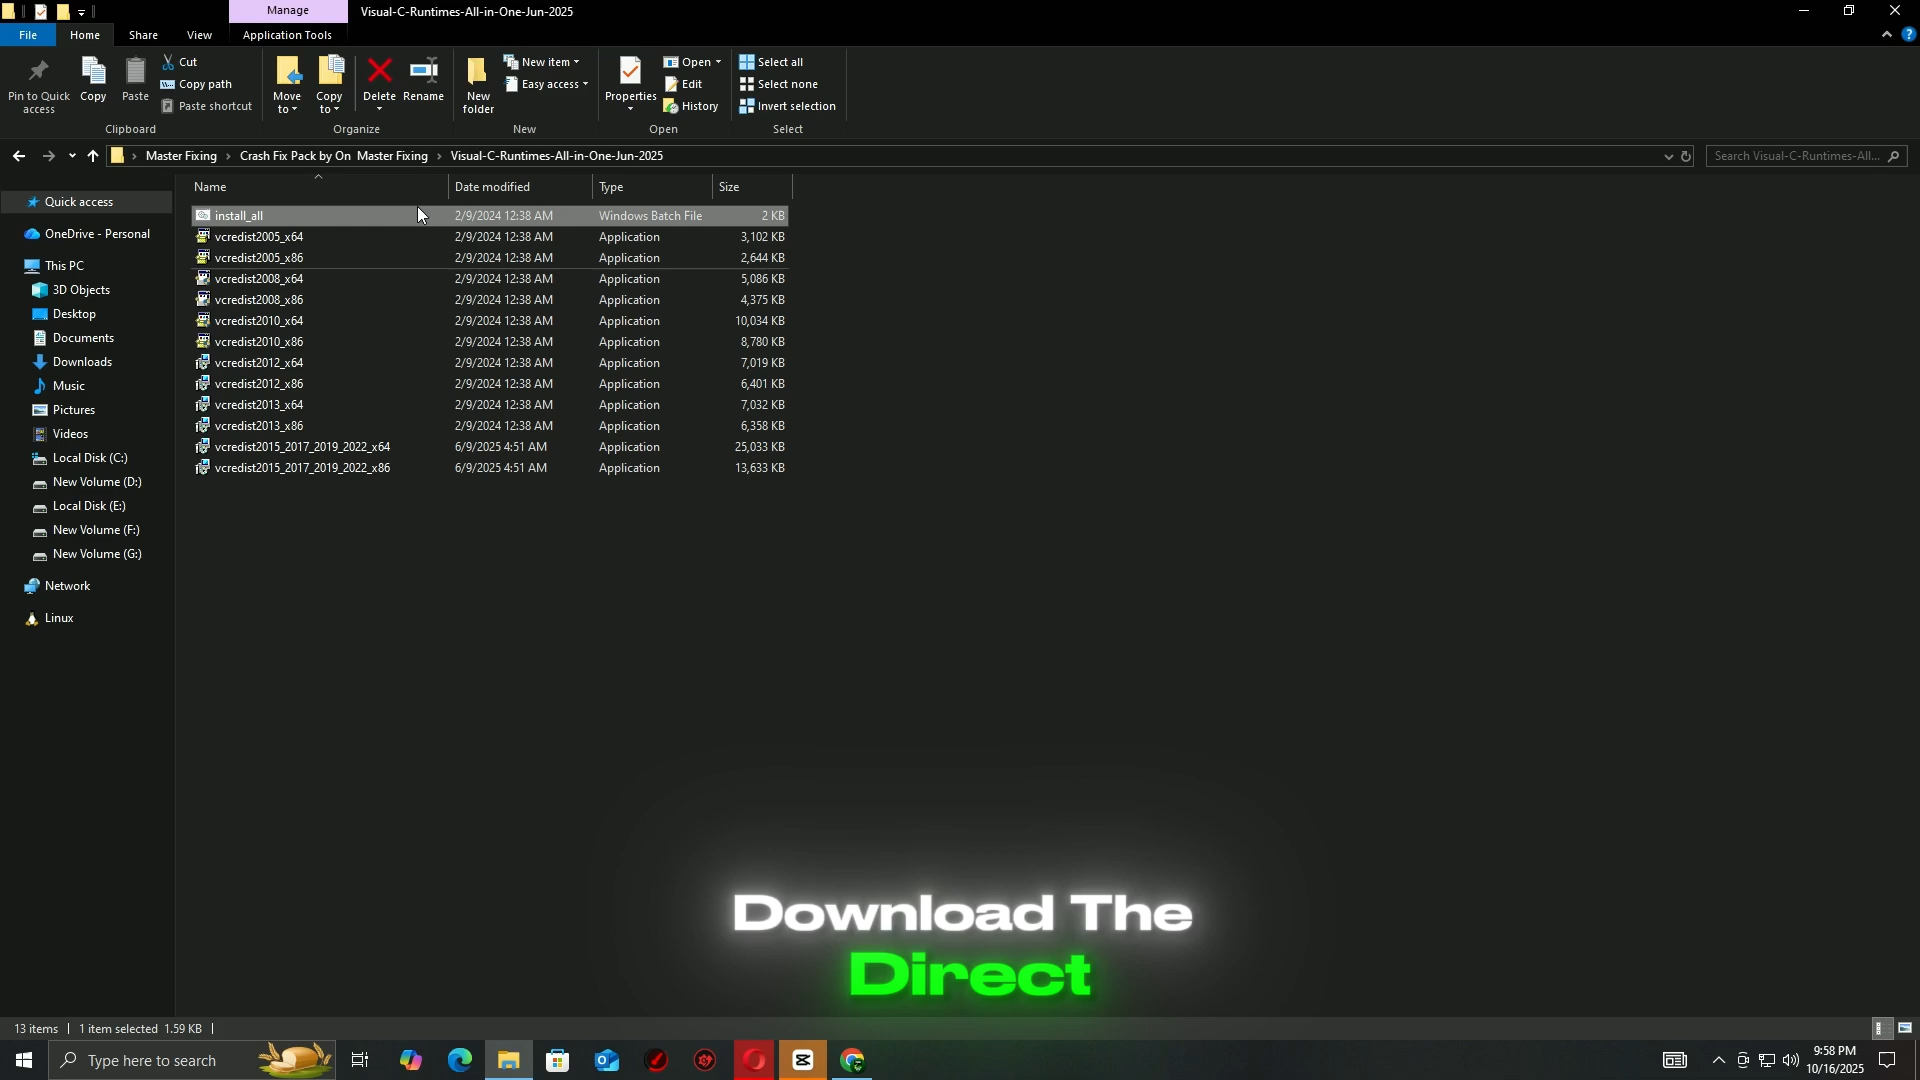 Manage
Visual-C-Runtimes-All-in-One-Jun-2025
File
Home
Share
View
Application Tools
Pin to Quick
access
Copy
Paste
Cut
Copy path
Paste shortcut
Clipboard
Move
to
Copy
to
Delete
Rename
Organize
New
folder
New item
Easy access
New
Properties
Open
Edit
History
Open
Select all
Select none
Invert selection
Select
Master Fixing
Crash Fix Pack by On Master Fixing
Visual-C-Runtimes-All-in-One-Jun-2025
Search Visual-C-Runtimes-All...
Quick access
OneDrive - Personal
This PC
3D Objects
Desktop
Documents
Downloads
Music
Pictures
Videos
Local Disk (C:)
New Volume (D:)
Local Disk (E:)
New Volume (F:)
New Volume (G:)
Network
Linux
Name Date modified Type Size
install_all 2/9/2024 12:38 AM Windows Batch File 2 KB
vcredist2005_x64 2/9/2024 12:38 AM Application 3,102 KB
vcredist2005_x86 2/9/2024 12:38 AM Application 2,644 KB
vcredist2008_x64 2/9/2024 12:38 AM Application 5,086 KB
vcredist2008_x86 2/9/2024 12:38 AM Application 4,375 KB
vcredist2010_x64 2/9/2024 12:38 AM Application 10,034 KB
vcredist2010_x86 2/9/2024 12:38 AM Application 8,780 KB
vcredist2012_x64 2/9/2024 12:38 AM Application 7,019 KB
vcredist2012_x86 2/9/2024 12:38 AM Application 6,401 KB
vcredist2013_x64 2/9/2024 12:38 AM Application 7,032 KB
vcredist2013_x86 2/9/2024 12:38 AM Application 6,358 KB
vcredist2015_2017_2019_2022_x64 6/9/2025 4:51 AM Application 25,033 KB
vcredist2015_2017_2019_2022_x86 6/9/2025 4:51 AM Application 13,633 KB
Download The
Direct
13 items
1 item selected 1.59 KB
Type here to search
9:58 PM
10/16/2025